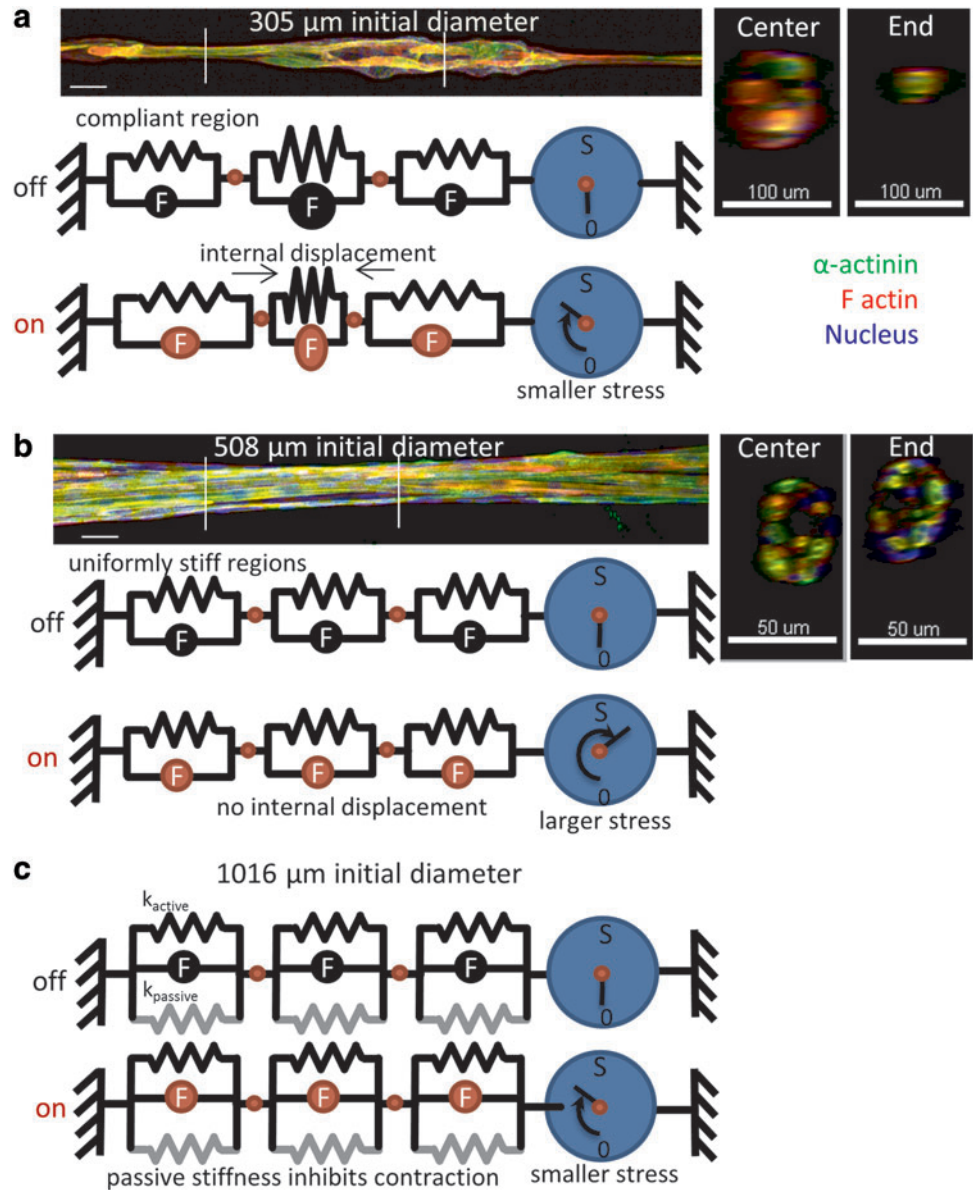 a
305 µm initial diameter
Center
End
compliant region
off
F
F
F
S
0
100 um
100 um
internal displacement
α-actinin
F actin
Nucleus
on
F
F
F
S
0
smaller stress
b
508 µm initial diameter
Center
End
uniformly stiff regions
off
F
F
F
S
0
50 um
50 um
on
F
F
F
S
0
no internal displacement
larger stress
c
1016 µm initial diameter
kactive
off
F
F
F
S
0
kpassive
on
F
F
F
S
0
passive stiffness inhibits contraction
smaller stress